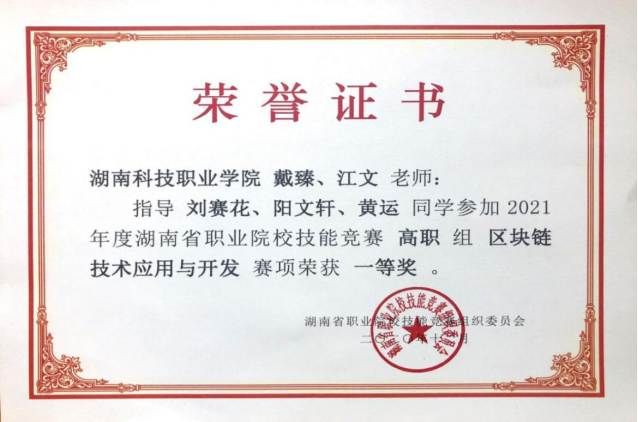 荣誉证书
湖南科技职业学院 戴臻、江文 老师：
指导 刘赛花、阳文轩、黄运 同学参加 2021
年度湖南省职业院校技能竞赛 高职 组 区块链
技术应用与开发 赛项荣获 一等奖 。
湖南省职业院校技能竞赛组织委员会